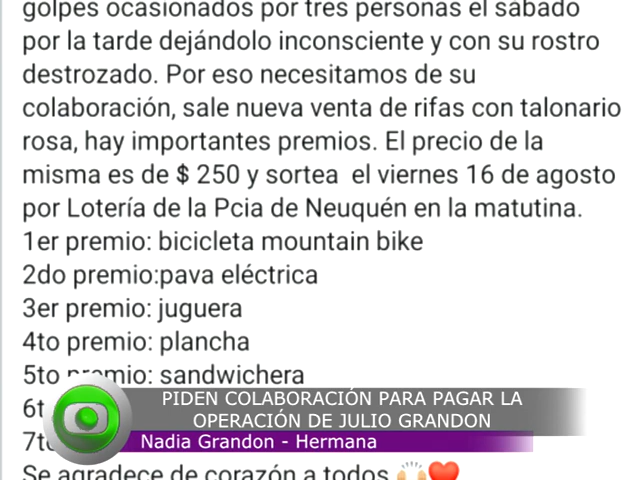 golpes ocasionados por tres personas el sábado
por la tarde dejándolo inconsciente y con su rostro
destrozado. Por eso necesitamos de su
colaboración, sale nueva venta de rifas con talonario
rosa, hay importantes premios. El precio de la
misma es de $ 250 y sortea el viernes 16 de agosto
por Lotería de la Pcia de Neuquén en la matutina.
1er premio: bicicleta mountain bike
2do premio:pava eléctrica
3er premio: juguera
4to premio: plancha
5to premio: sandwichera
6t
7to
PIDEN COLABORACIÓN PARA PAGAR LA
OPERACIÓN DE JULIO GRANDON
Nadia Grandon - Hermana
Se agradece de corazón a todos 🙌🏻❤️